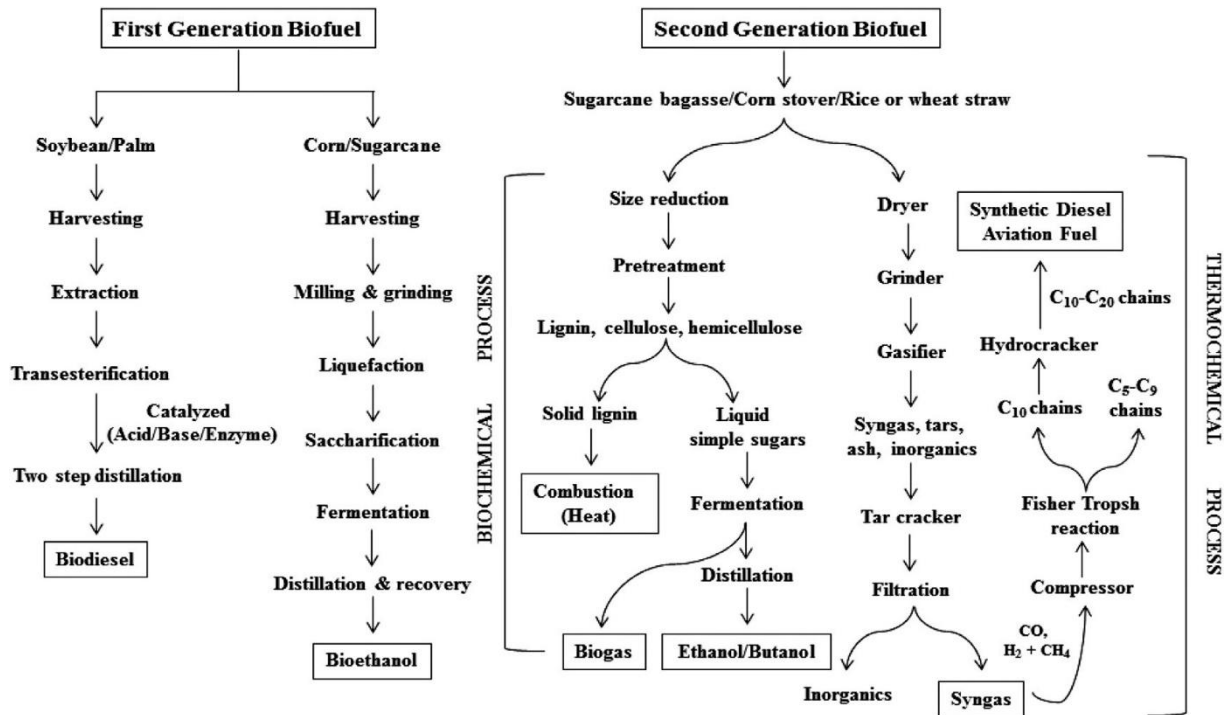 First Generation Biofuel
Soybean/Palm
Harvesting
Extraction
Transesterification
Catalyzed
(Acid/Base/Enzyme)
Two step distillation
Biodiesel
Corn/Sugarcane
Harvesting
Milling & grinding
Liquefaction
Saccharification
Fermentation
Distillation & recovery
Bioethanol
Second Generation Biofuel
Sugarcane bagasse/Corn stover/Rice or wheat straw
BIOCHEMICAL PROCESS
Size reduction
Pretreatment
Lignin, cellulose, hemicellulose
Solid lignin
Combustion
(Heat)
Liquid
simple sugars
Fermentation
Biogas
Distillation
Ethanol/Butanol
Dryer
Grinder
Gasifier
Syngas, tars,
ash, inorganics
Tar cracker
Filtration
Inorganics
Syngas
CO,
H₂ + CH₄
Compressor
Fisher Tropsh
reaction
C₁₀ chains
C₅-C₉
chains
Hydrocracker
C₁₀-C₂₀ chains
Synthetic Diesel
Aviation Fuel
THERMOCHEMICAL PROCESS